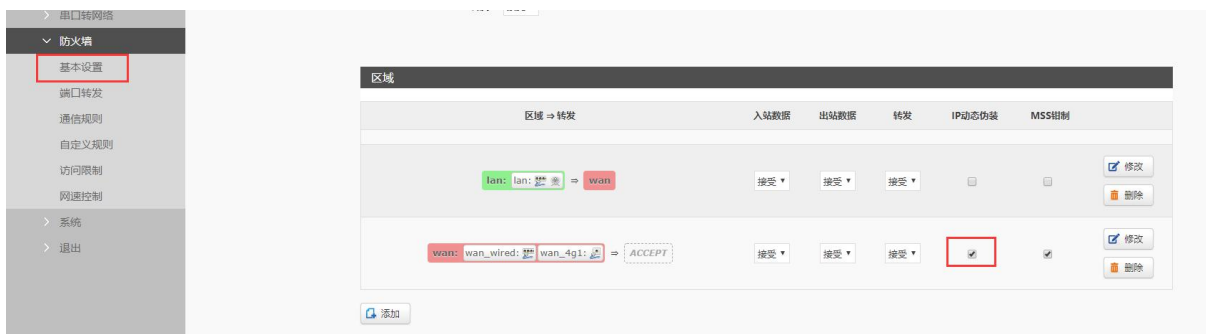 串口转网络
防火墙
基本设置
端口转发
通信规则
自定义规则
访问限制
网速控制
系统
退出
区域
区域 ⇒ 转发 入站数据 出站数据 转发 IP动态伪装 MSS钳制
lan: lan: ⇒ wan 接受 接受 接受 修改
删除
wan: wan_wired: wan_4g1: ⇒ ACCEPT 接受 接受 接受 修改
删除
添加